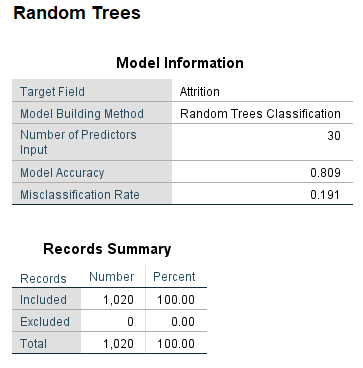 Random Trees
Model Information
Target Field Attrition
Model Building Method Random Trees Classification
Number of Predictors
Input 30
Model Accuracy 0.809
Misclassification Rate 0.191
Records Summary
Records Number Percent
Included 1,020 100.00
Excluded 0 0.00
Total 1,020 100.00